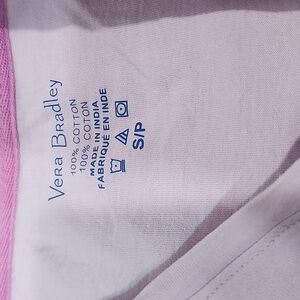 Vera Bradley
100% COTTON
100% COTON
MADE IN INDIA
FABRIQUÉ EN INDE
S/P